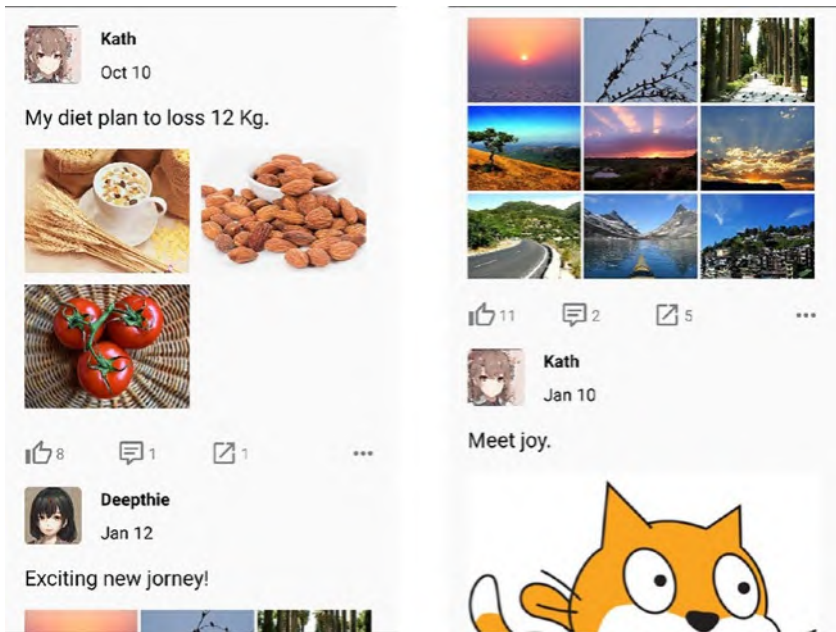 Kath
Oct 10
My diet plan to loss 12 Kg.
8 1 1
Deepthie
Jan 12
Exciting new jorney!
11 2 5
Kath
Jan 10
Meet joy.